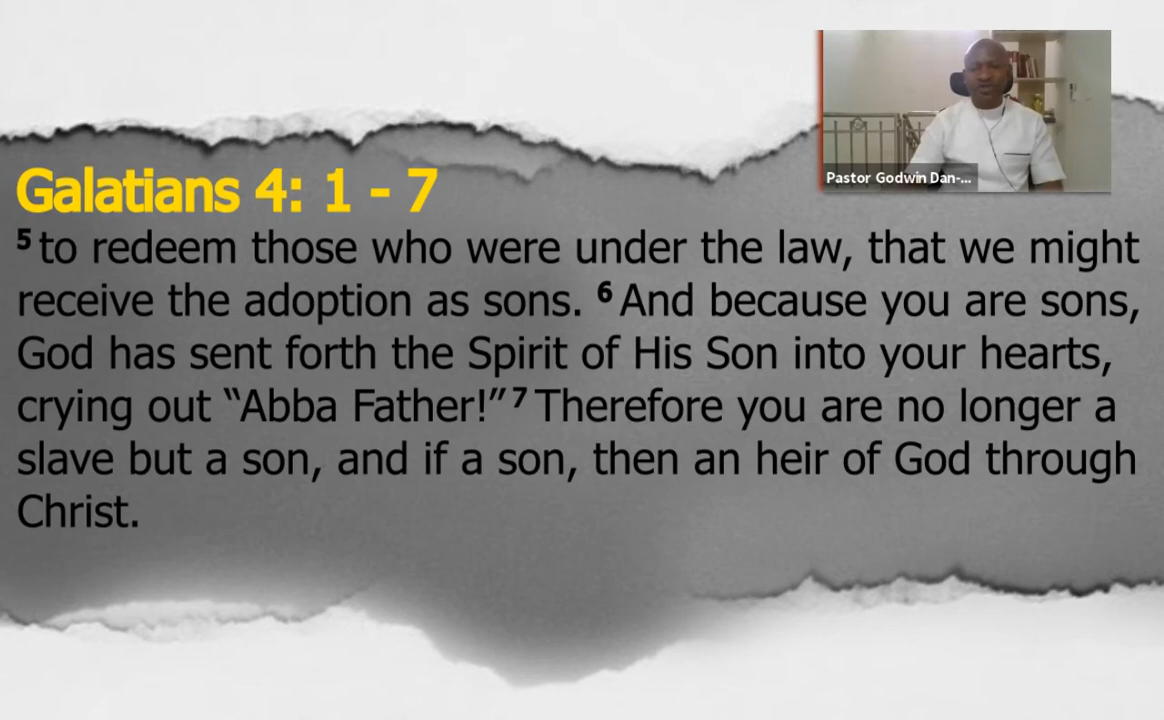 Pastor Godwin Dan-...
Galatians 4: 1 - 7
5 to redeem those who were under the law, that we might
receive the adoption as sons. 6 And because you are sons,
God has sent forth the Spirit of His Son into your hearts,
crying out “Abba Father!” 7 Therefore you are no longer a
slave but a son, and if a son, then an heir of God through
Christ.